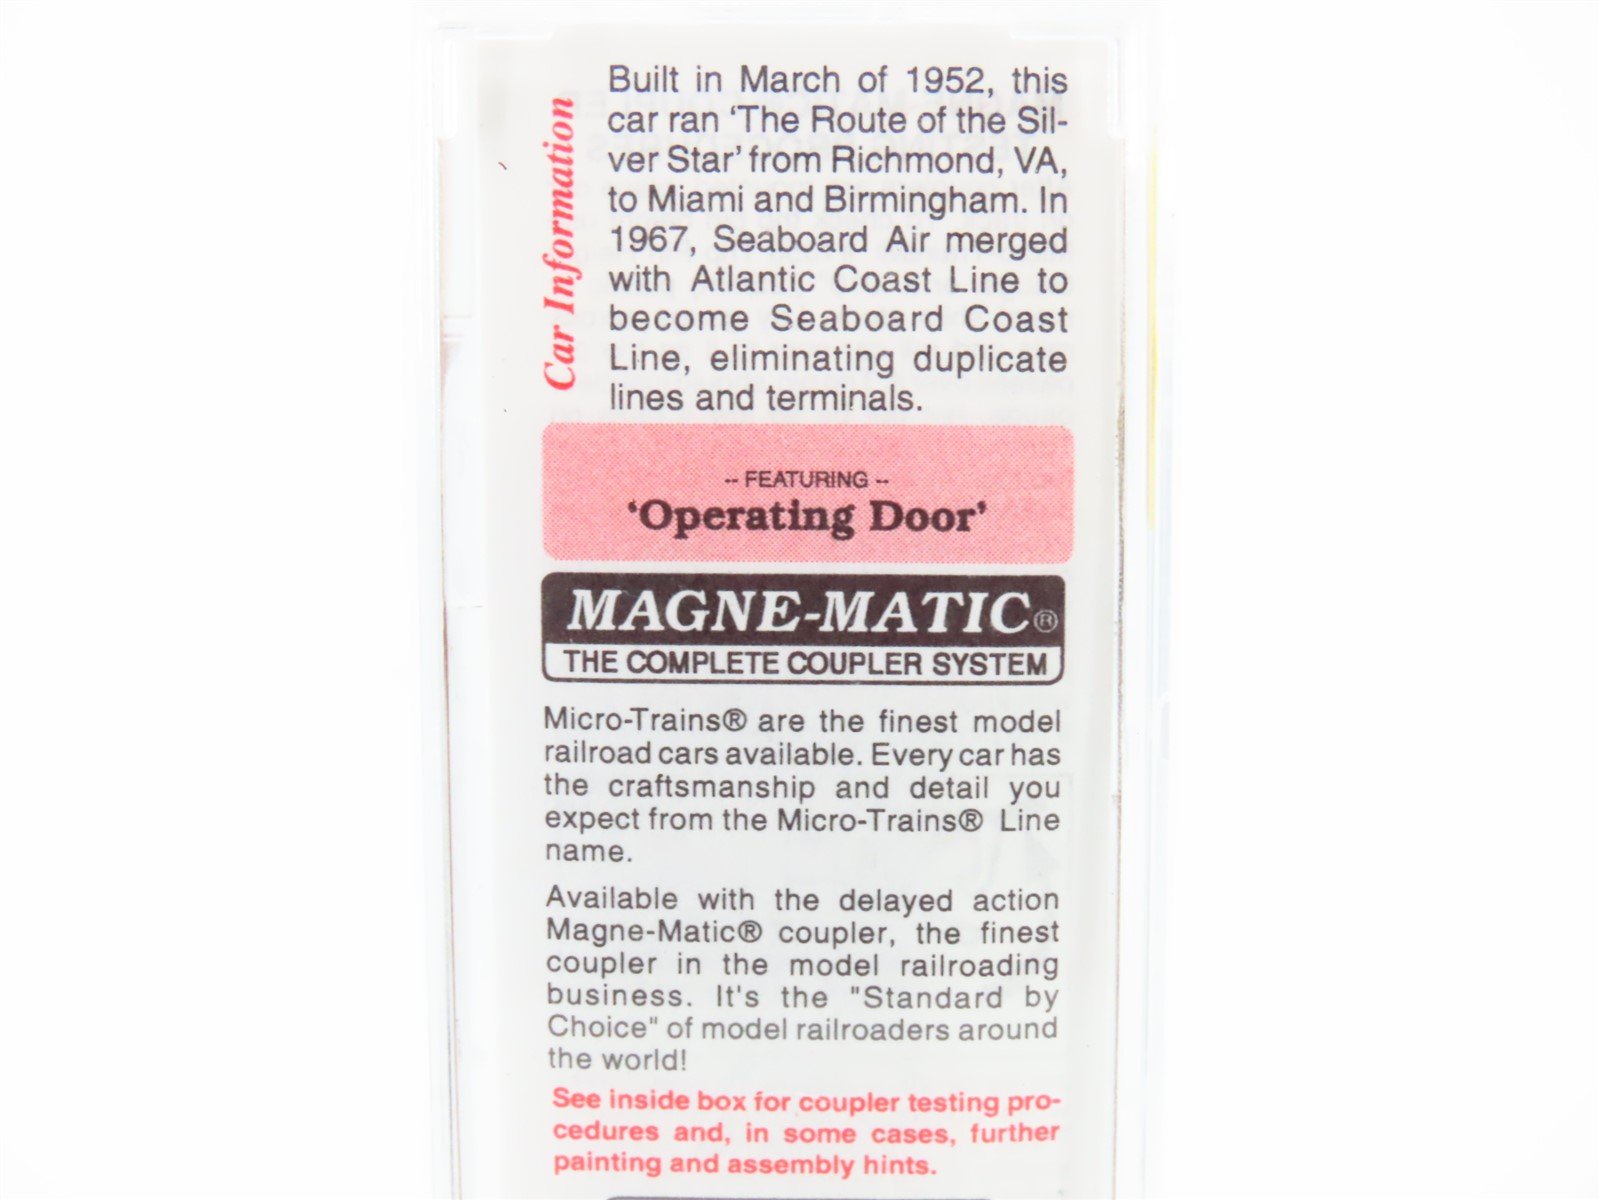 Car Information
Built in March of 1952, this
car ran ‘The Route of the Sil-
ver Star’ from Richmond, VA,
to Miami and Birmingham. In
1967, Seaboard Air merged
with Atlantic Coast Line to
become Seaboard Coast
Line, eliminating duplicate
lines and terminals.
-- FEATURING --
‘Operating Door’
MAGNE-MATIC®
THE COMPLETE COUPLER SYSTEM
Micro-Trains® are the finest model
railroad cars available. Every car has
the craftsmanship and detail you
expect from the Micro-Trains® Line
name.
Available with the delayed action
Magne-Matic® coupler, the finest
coupler in the model railroading
business. It's the "Standard by
Choice" of model railroaders around
the world!
See inside box for coupler testing pro-
cedures and, in some cases, further
painting and assembly hints.